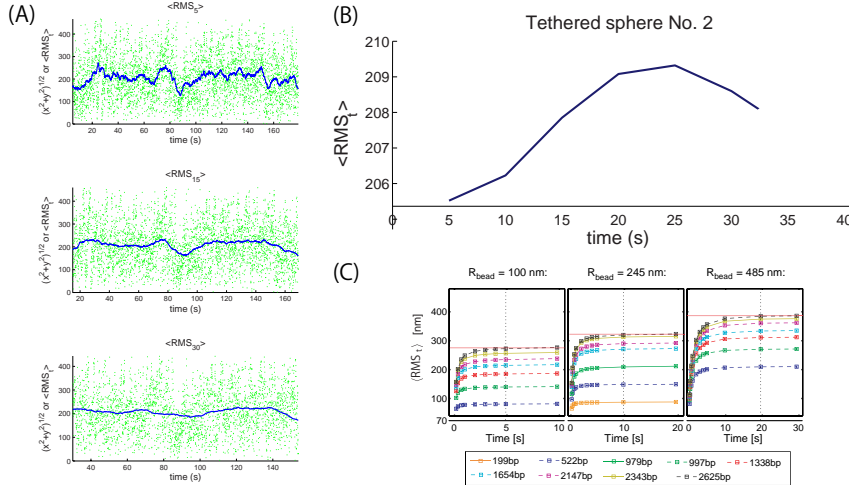 (A)
<RMS5>
(x²+y²)^1/2 or <RMSt>
400
300
200
100
0
20 40 60 80 100 120 140 160
time (s)
<RMS15>
(x²+y²)^1/2 or <RMSt>
400
300
200
100
0
20 40 60 80 100 120 140 160
time (s)
<RMS30>
(x²+y²)^1/2 or <RMSt>
400
300
200
100
0
40 60 80 100 120 140
time (s)
(B)
Tethered sphere No. 2
<RMSt>
210
209
208
206
205
0 5 10 15 20 25 30 35 40
time (s)
(C)
Rbead = 100 nm: Rbead = 245 nm: Rbead = 485 nm:
⟨RMSt⟩ [nm]
400
300
200
100
70
0 5 10 0 10 20 0 10 20 30
Time [s] Time [s] Time [s]
199bp 522bp 979bp 997bp 1338bp
1654bp 2147bp 2343bp 2625bp